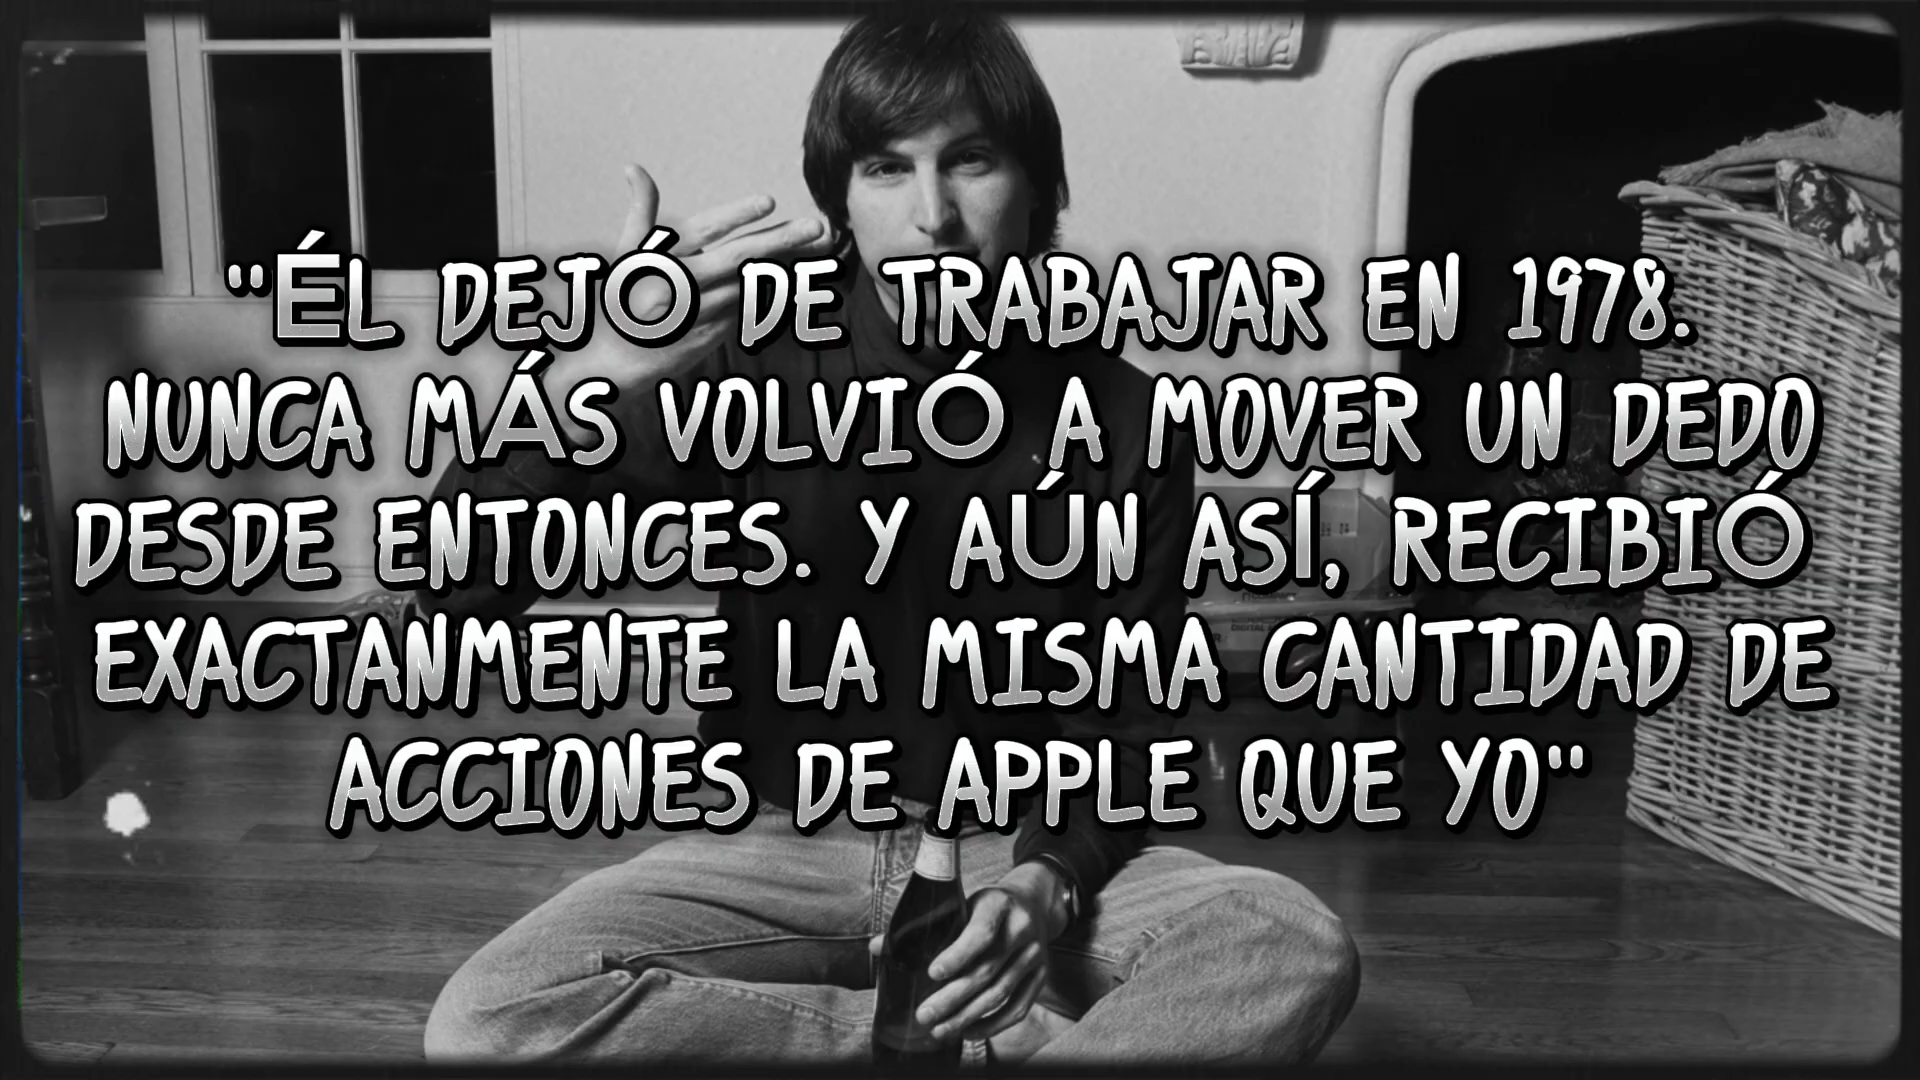 "ÉL DEJÓ DE TRABAJAR EN 1978.
NUNCA MÁS VOLVIÓ A MOVER UN DEDO
DESDE ENTONCES. Y AÚN ASÍ, RECIBIÓ
EXACTANMENTE LA MISMA CANTIDAD DE
ACCIONES DE APPLE QUE YO"